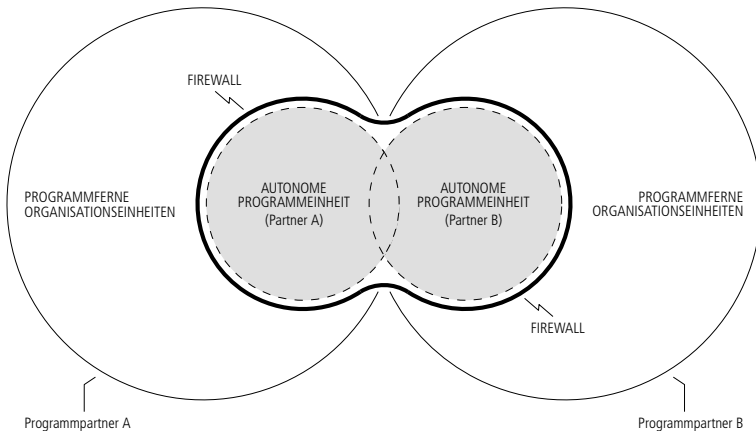 FIREWALL
PROGRAMMFERNE
ORGANISATIONSEINHEITEN
AUTONOME
PROGRAMMEINHEIT
(Partner A)
AUTONOME
PROGRAMMEINHEIT
(Partner B)
PROGRAMMFERNE
ORGANISATIONSEINHEITEN
FIREWALL
Programmpartner A
Programmpartner B